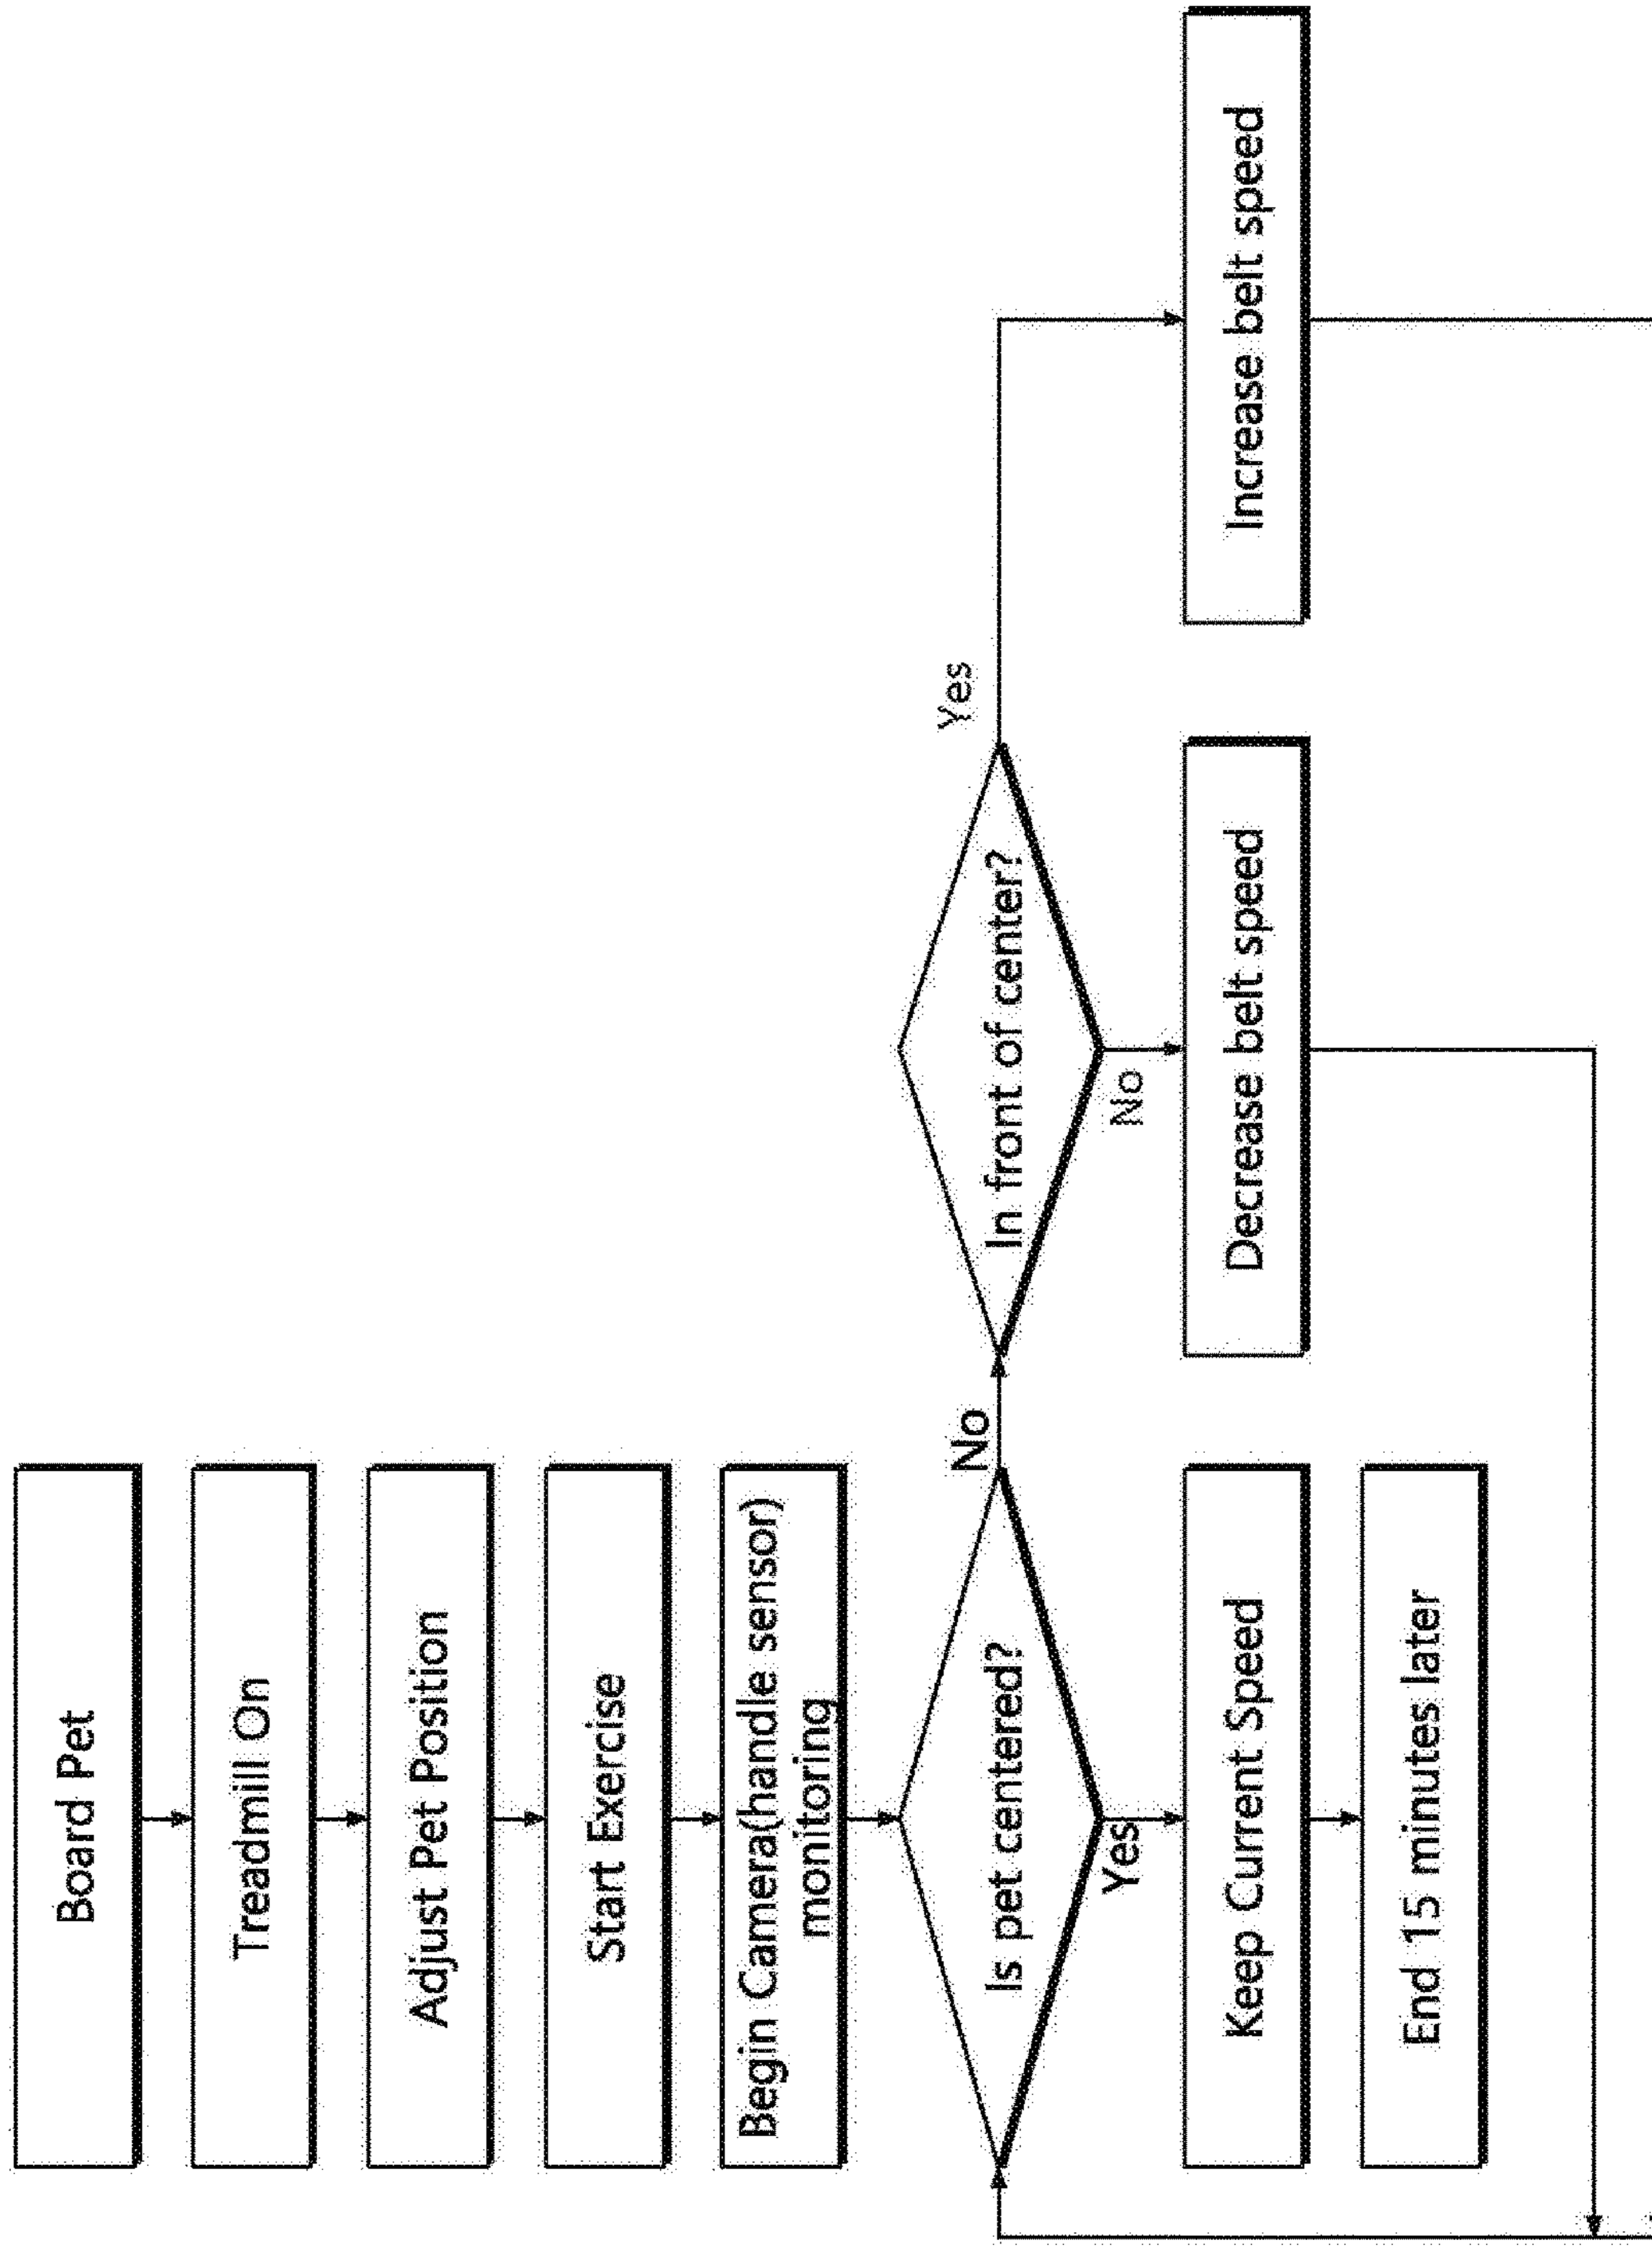 Board Pet
Treadmill On
Adjust Pet Position
Start Exercise
Begin Camera(handle sensor)
monitoring
Is pet centered?
No
Yes
In front of center?
Yes
No
Keep Current Speed
Decrease belt speed
Increase belt speed
End 15 minutes later